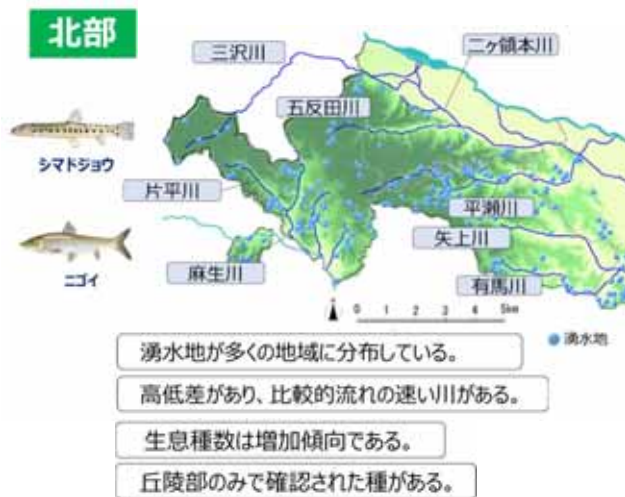 北部
三沢川
二ヶ領本川
五反田川
シマドジョウ
片平川
平瀬川
矢上川
ニゴイ
麻生川
有馬川
0 1 2 3 4 5km
湧水地
湧水地が多くの地域に分布している。
高低差があり、比較的流れの速い川がある。
生息種数は増加傾向である。
丘陵部のみで確認された種がある。